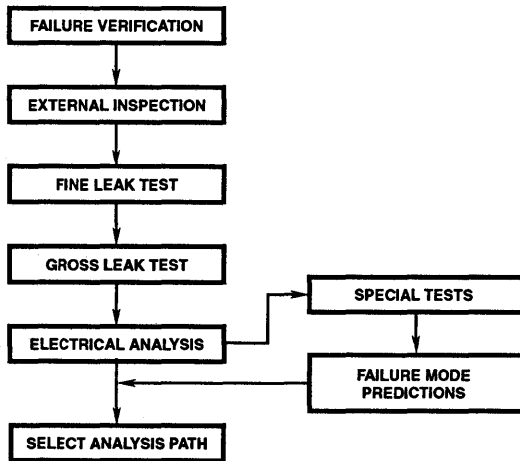 FAILURE VERIFICATION
EXTERNAL INSPECTION
FINE LEAK TEST
GROSS LEAK TEST
SPECIAL TESTS
ELECTRICAL ANALYSIS
FAILURE MODE
PREDICTIONS
SELECT ANALYSIS PATH